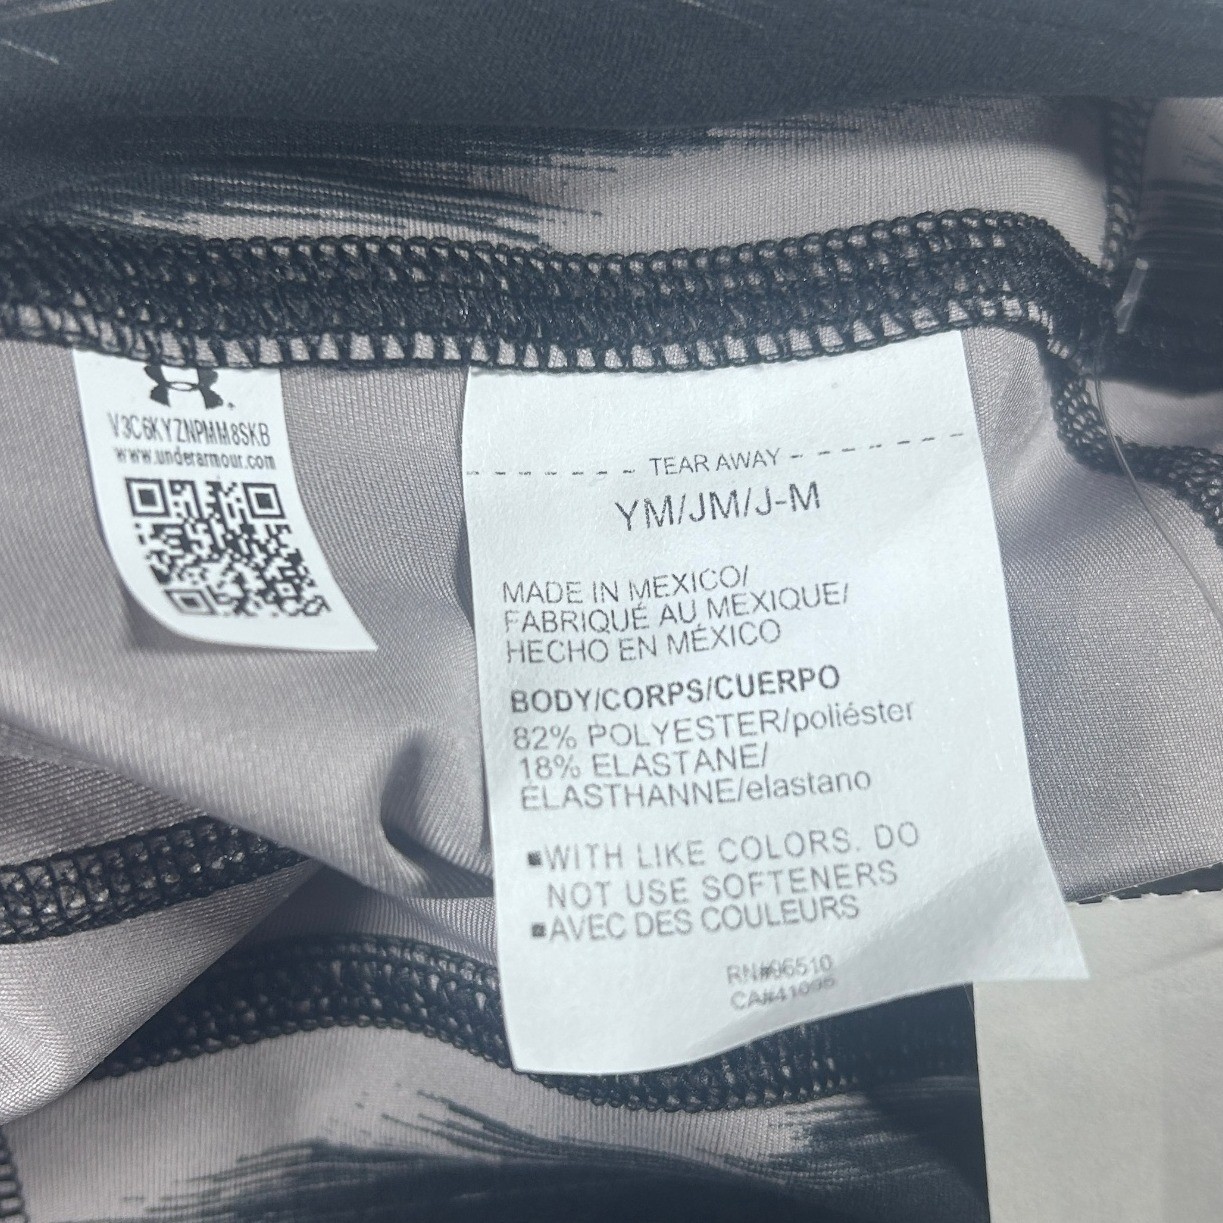 V3C6KYZNPMM8SKB
www.underarmour.com
TEAR AWAY
YM/JM/J-M
MADE IN MEXICO/
FABRIQUÉ AU MEXIQUE/
HECHO EN MÉXICO
BODY/CORPS/CUERPO
82% POLYESTER/poliéster
18% ELASTANE/
ÉLASTHANNE/elastano
WITH LIKE COLORS. DO
NOT USE SOFTENERS
AVEC DES COULEURS
RN#96510
CA#41095